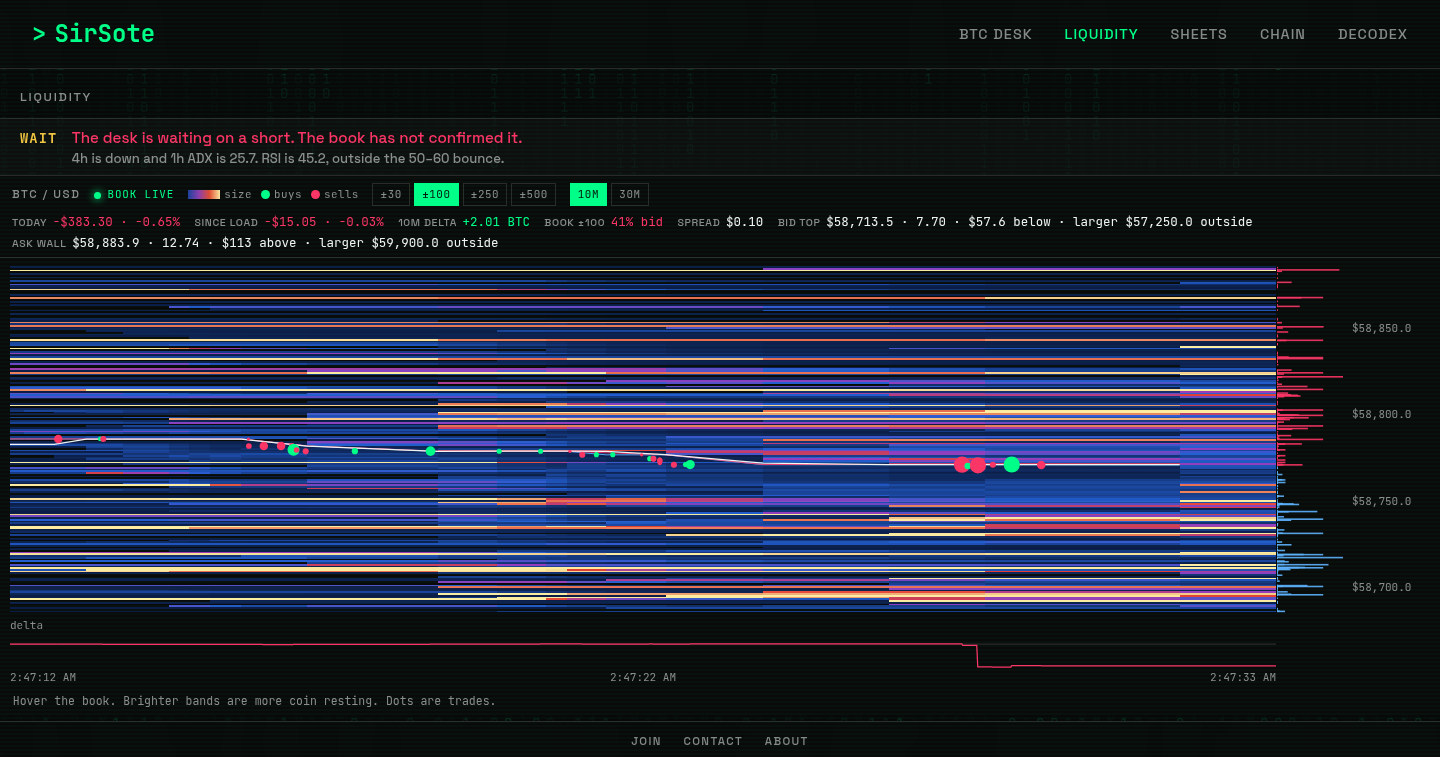 > SirSote
BTC DESK LIQUIDITY SHEETS CHAIN DECODEX
LIQUIDITY
WAIT The desk is waiting on a short. The book has not confirmed it.
4h is down and 1h ADX is 25.7. RSI is 45.2, outside the 50–60 bounce.
BTC / USD BOOK LIVE size buys sells ±30 ±100 ±250 ±500 10M 30M
TODAY -$383.30 · -0.65% SINCE LOAD -$15.05 · -0.03% 10M DELTA +2.01 BTC BOOK ±100 41% bid SPREAD $0.10 BID TOP $58,713.5 · 7.70 · $57.6 below · larger $57,250.0 outside
ASK WALL $58,883.9 · 12.74 · $113 above · larger $59,900.0 outside
$58,850.0
$58,800.0
$58,750.0
$58,700.0
delta
2:47:12 AM 2:47:22 AM 2:47:33 AM
Hover the book. Brighter bands are more coin resting. Dots are trades.
JOIN CONTACT ABOUT